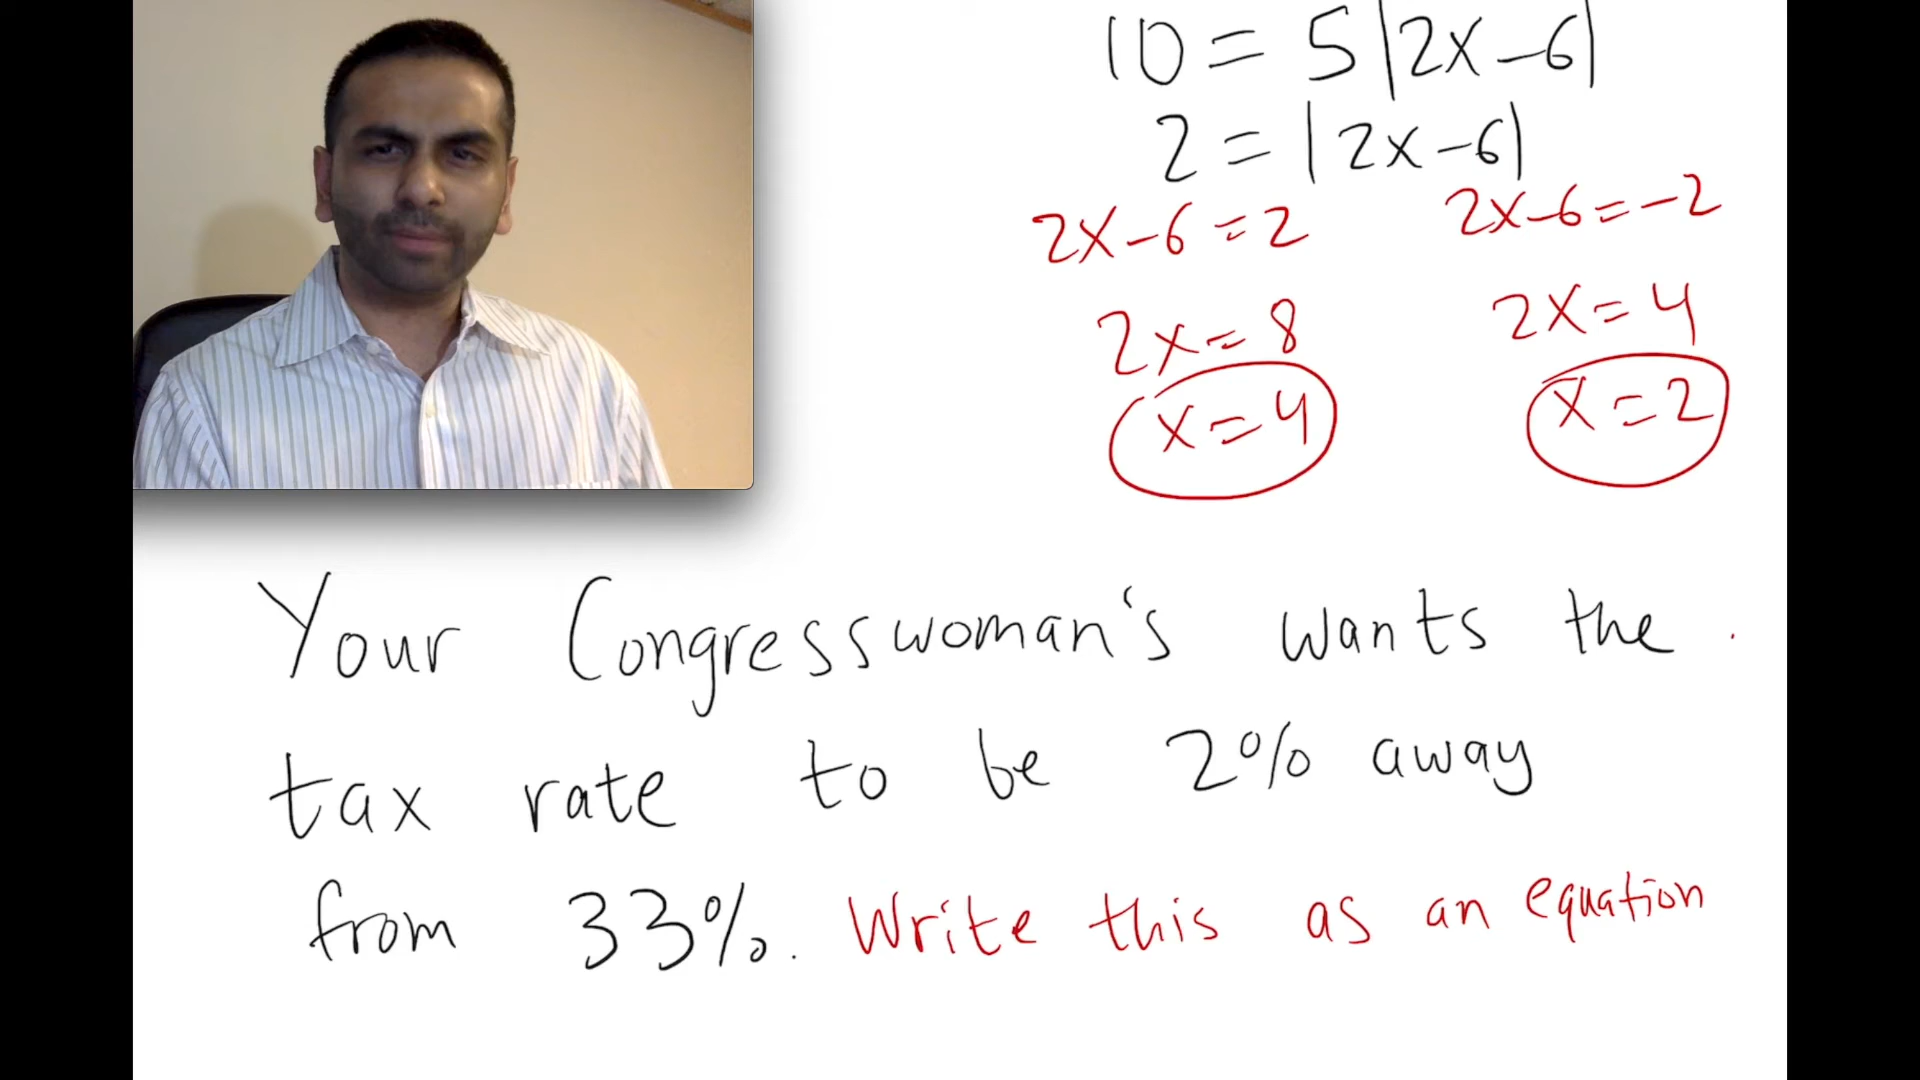 10 = 5|2x-6|
2 = |2x-6|
2x-6=2 2x-6=-2
2x=8 2x=4
x=4 x=2
Your Congresswoman's wants the
tax rate to be 2% away
from 33%. Write this as an equation